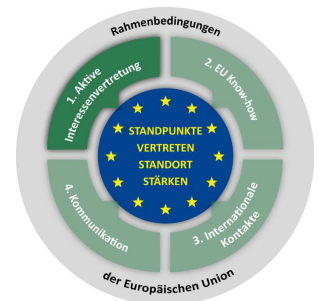 Rahmenbedingungen
1. Aktive
Interessenvertretung
2. EU Know-how
STANDPUNKTE
VERTRETEN
STANDORT
STÄRKEN
4. Kommunikation
3. Internationale
Kontakte
der Europäischen Union